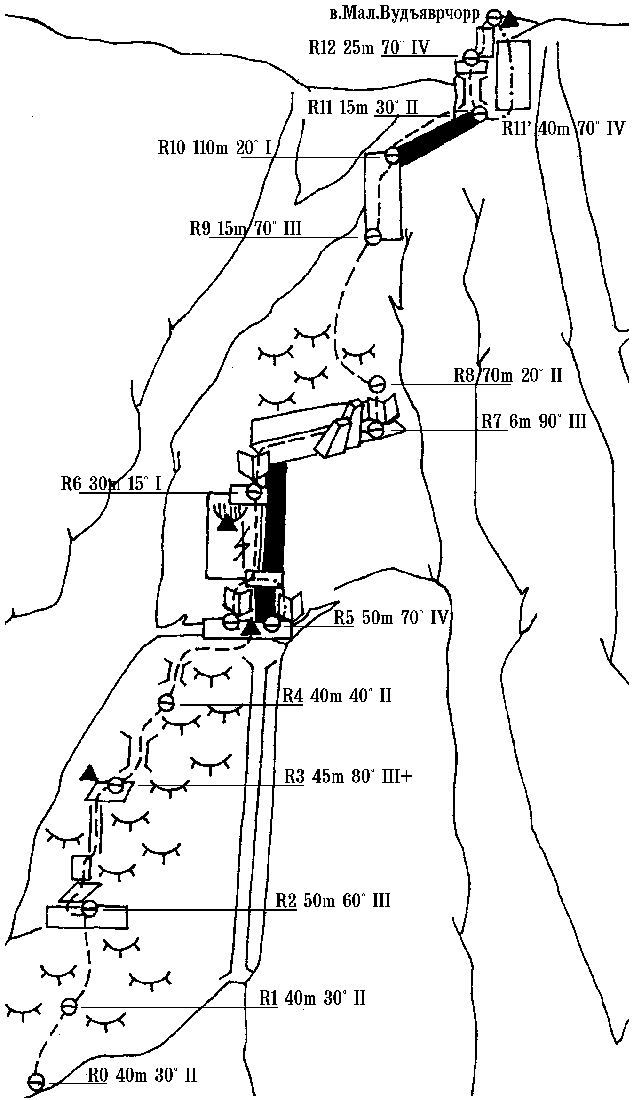 в.Мал.Вудъяврчорр
R12 25m 70° IV
R11 15m 30° II
R11' 40m 70° IV
R10 110m 20° I
R9 15m 70° III
R8 70m 20° II
R7 6m 90° III
R6 30m 15° I
R5 50m 70° IV
R4 40m 40° II
R3 45m 80° III+
R2 50m 60° III
R1 40m 30° II
R0 40m 30° II